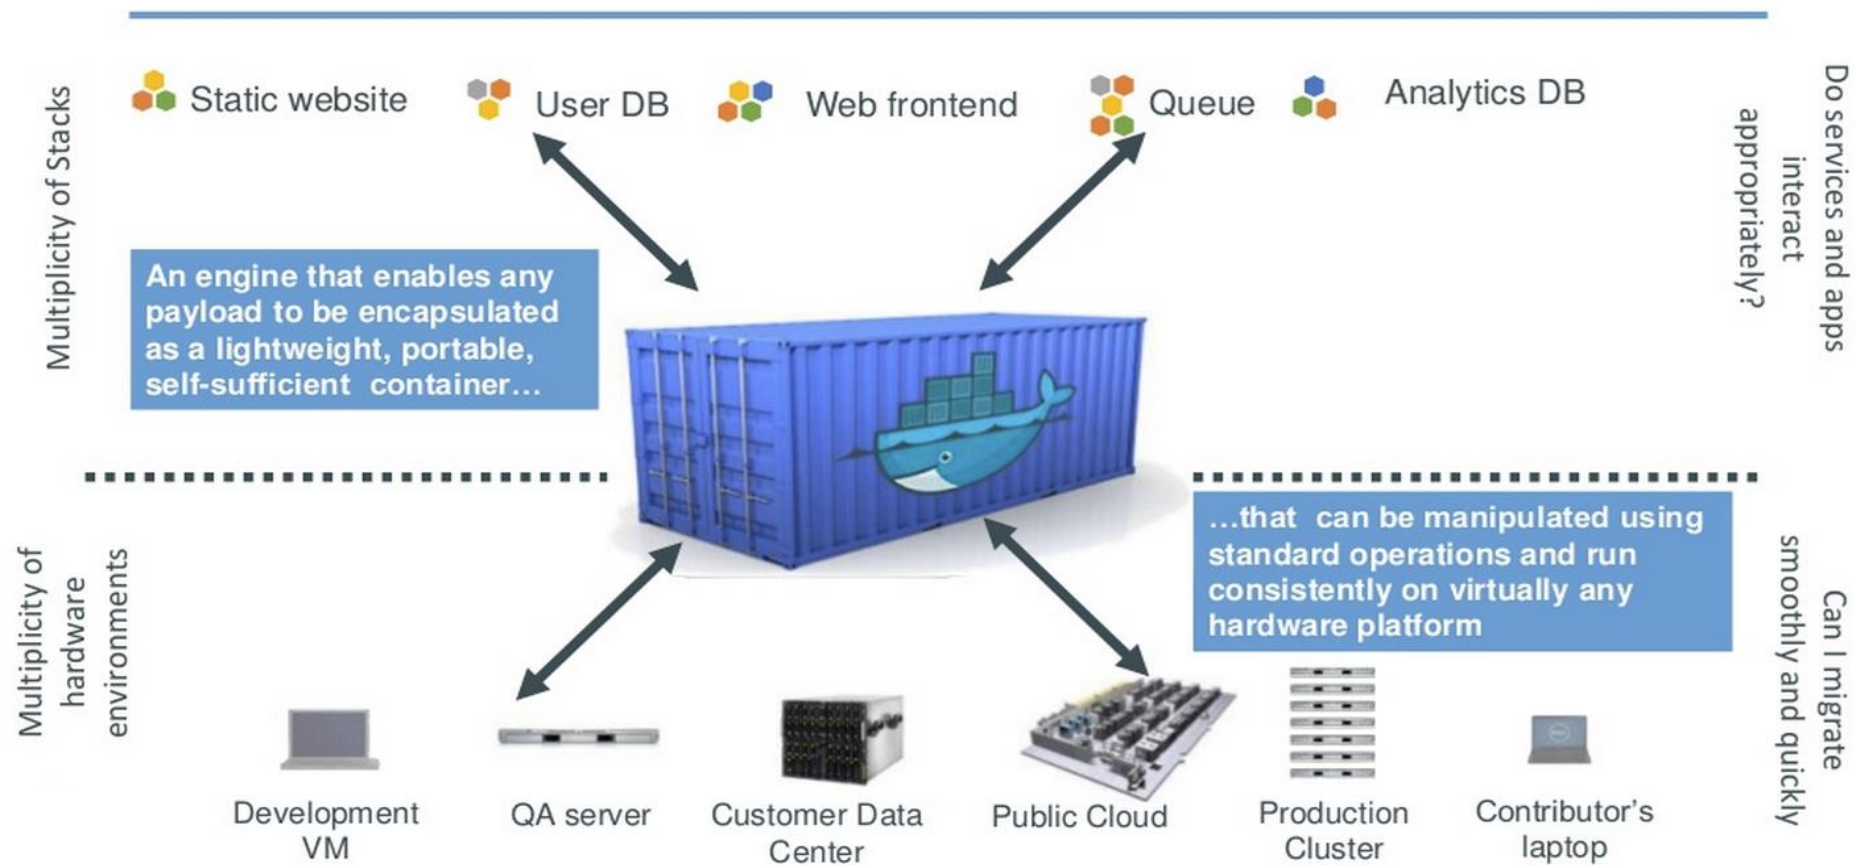 Static website
User DB
Web frontend
Queue
Analytics DB
Multiplicity of Stacks
Do services and apps
interact
appropriately?
An engine that enables any
payload to be encapsulated
as a lightweight, portable,
self-sufficient container…
…that can be manipulated using
standard operations and run
consistently on virtually any
hardware platform
Multiplicity of
hardware
environments
Can I migrate
smoothly and quickly
Development
VM
QA server
Customer Data
Center
Public Cloud
Production
Cluster
Contributor’s
laptop